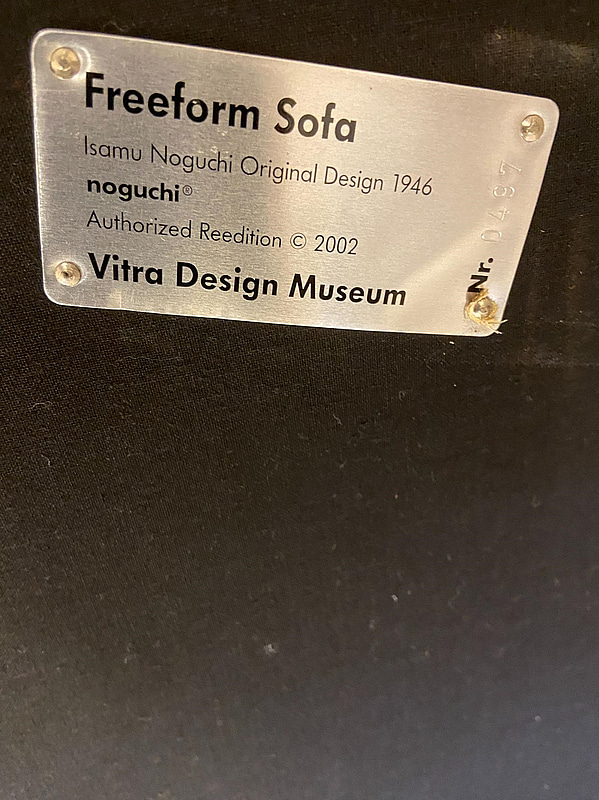 Freeform Sofa
Isamu Noguchi Original Design 1946
noguchi®
Authorized Reedition © 2002
Vitra Design Museum
Nr. 0497